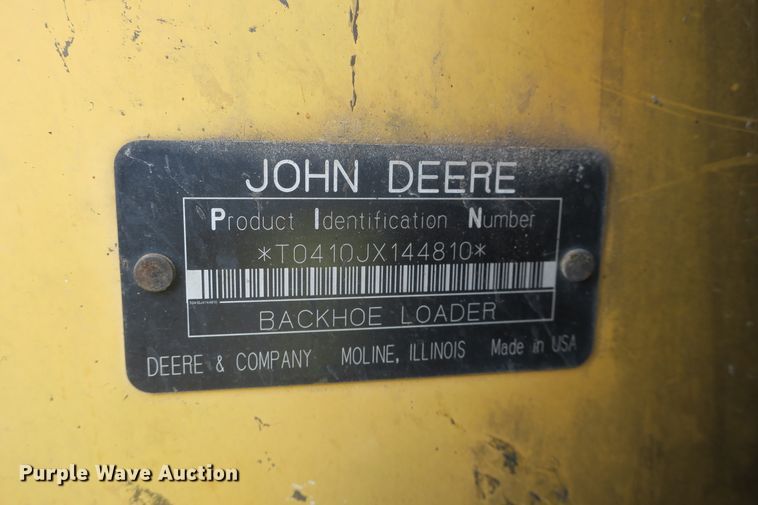 JOHN DEERE
Product Identification Number
*T0410JX144810*
BACKHOE LOADER
DEERE & COMPANY MOLINE, ILLINOIS Made in USA
Purple Wave Auction